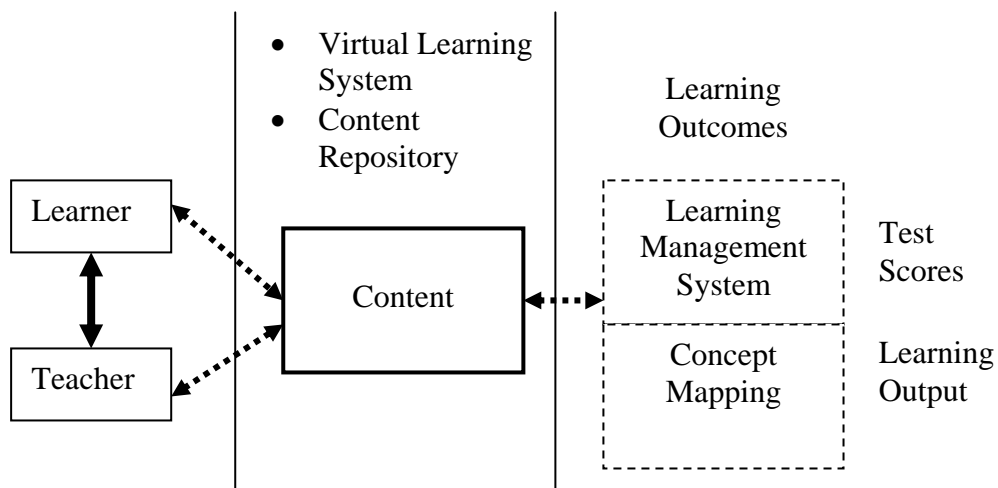 Learner
Teacher
• Virtual Learning
System
• Content
Repository
Content
Learning
Outcomes
Learning
Management
System
Concept
Mapping
Test
Scores
Learning
Output